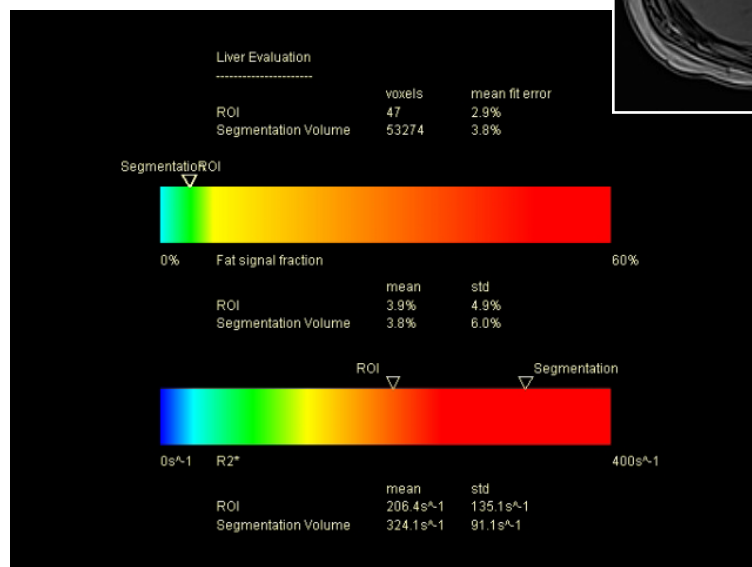 Liver Evaluation
----------------------
voxels mean fit error
ROI 47 2.9%
Segmentation Volume 53274 3.8%
Segmentation ROI
0% Fat signal fraction 60%
mean std
ROI 3.9% 4.9%
Segmentation Volume 3.8% 6.0%
ROI Segmentation
0s^-1 R2* 400s^-1
mean std
ROI 206.4s^-1 135.1s^-1
Segmentation Volume 324.1s^-1 91.1s^-1